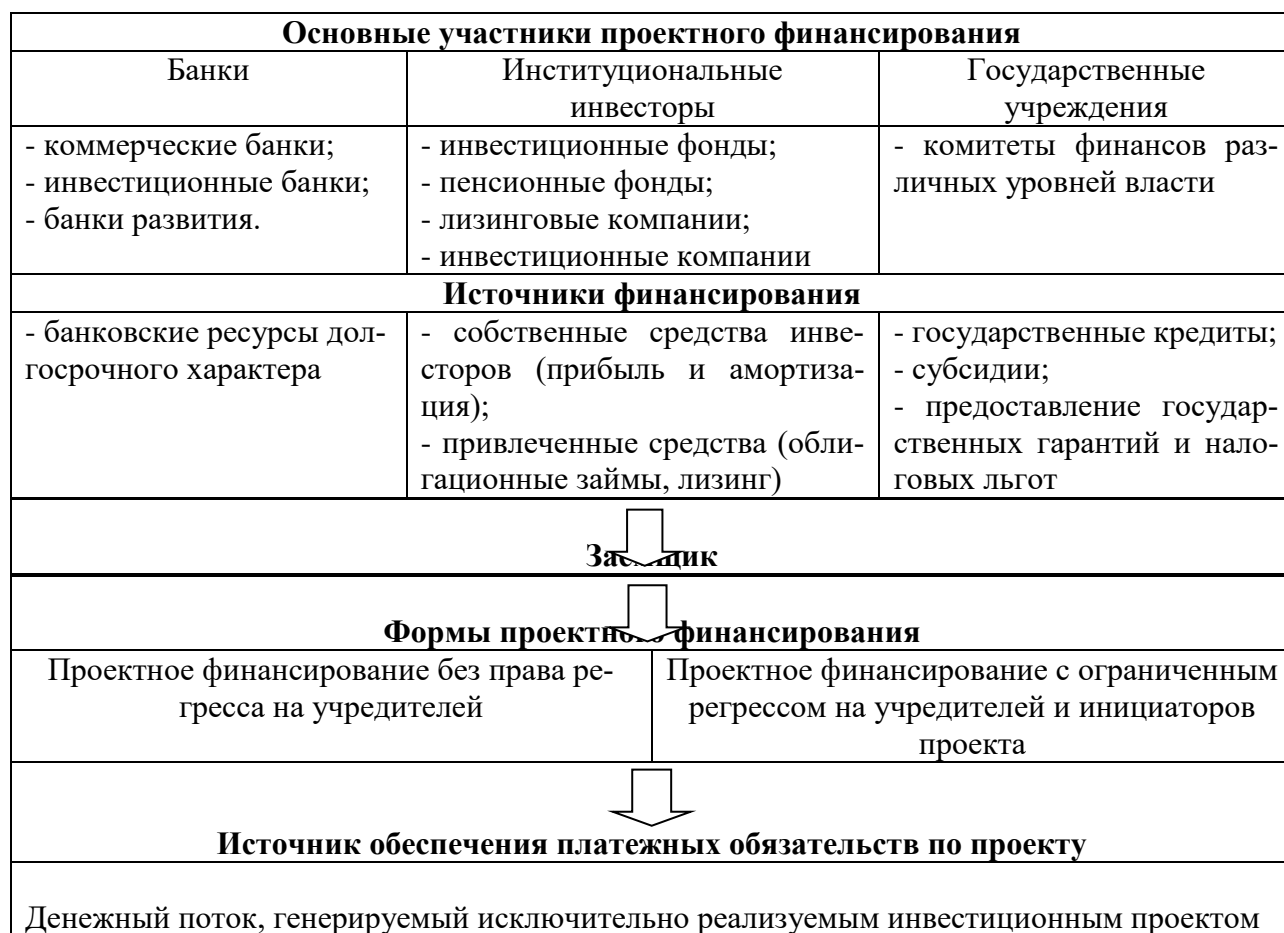 Основные участники проектного финансирования
Банки
Институциональные
инвесторы
Государственные
учреждения
- коммерческие банки;
- инвестиционные банки;
- банки развития.
- инвестиционные фонды;
- пенсионные фонды;
- лизинговые компании;
- инвестиционные компании
- комитеты финансов раз-
личных уровней власти
Источники финансирования
- банковские ресурсы дол-
госрочного характера
- собственные средства инве-
сторов (прибыль и амортиза-
ция);
- привлеченные средства (обли-
гационные займы, лизинг)
- государственные кредиты;
- субсидии;
- предоставление государ-
ственных гарантий и нало-
говых льгот
Заемщик
Формы проектного финансирования
Проектное финансирование без права ре-
гресса на учредителей
Проектное финансирование с ограниченным
регрессом на учредителей и инициаторов
проекта
Источник обеспечения платежных обязательств по проекту
Денежный поток, генерируемый исключительно реализуемым инвестиционным проектом